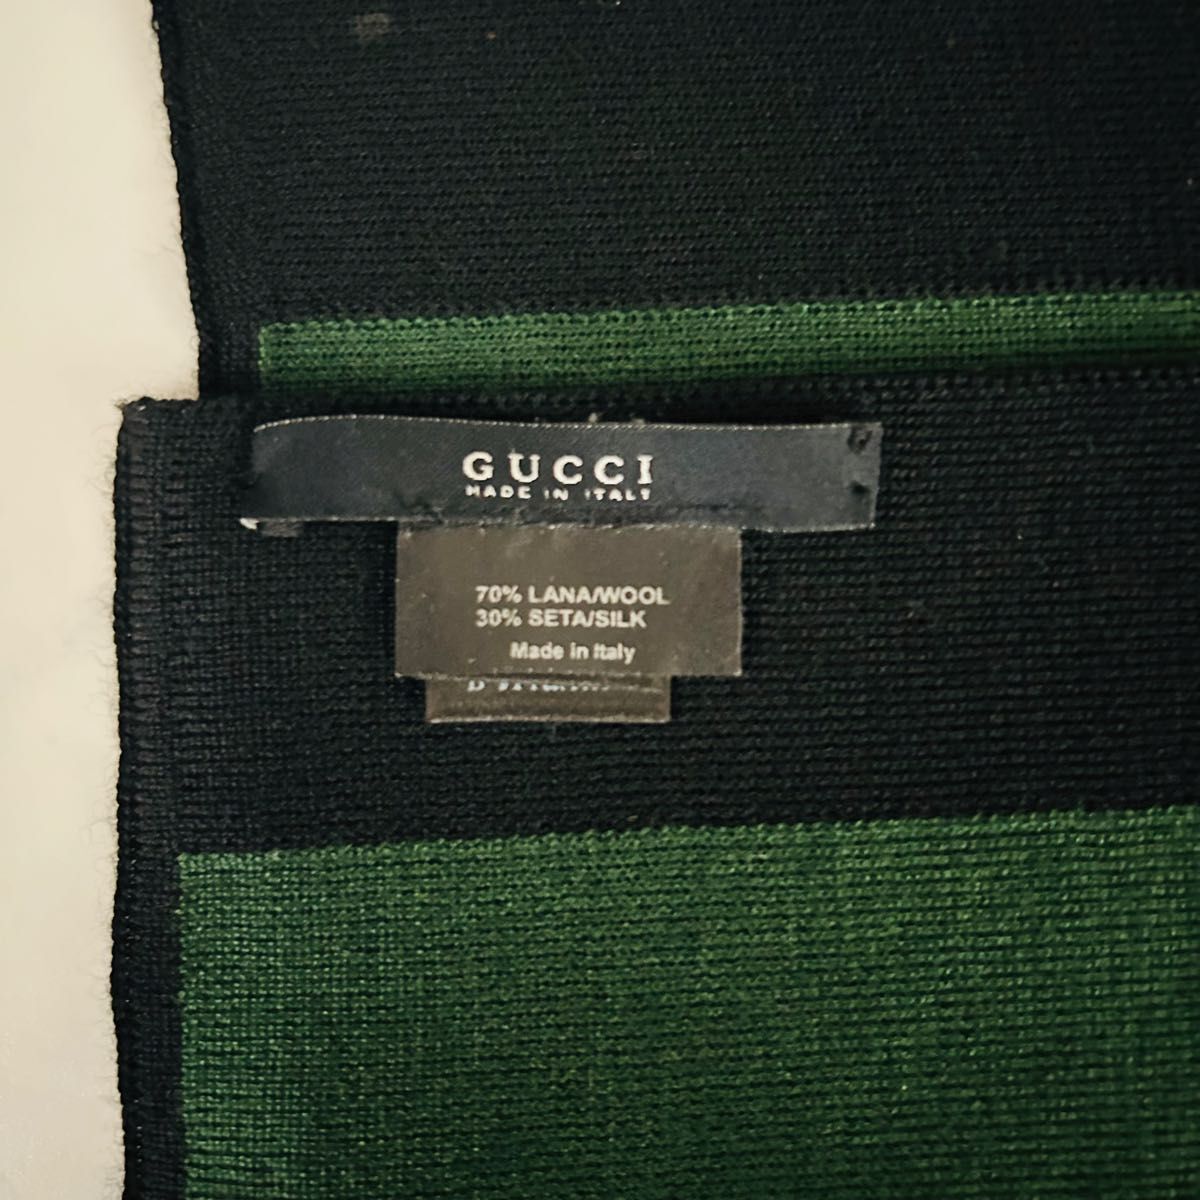 GUCCI
MADE IN ITALY
70% LANA/WOOL
30% SETA/SILK
Made in Italy